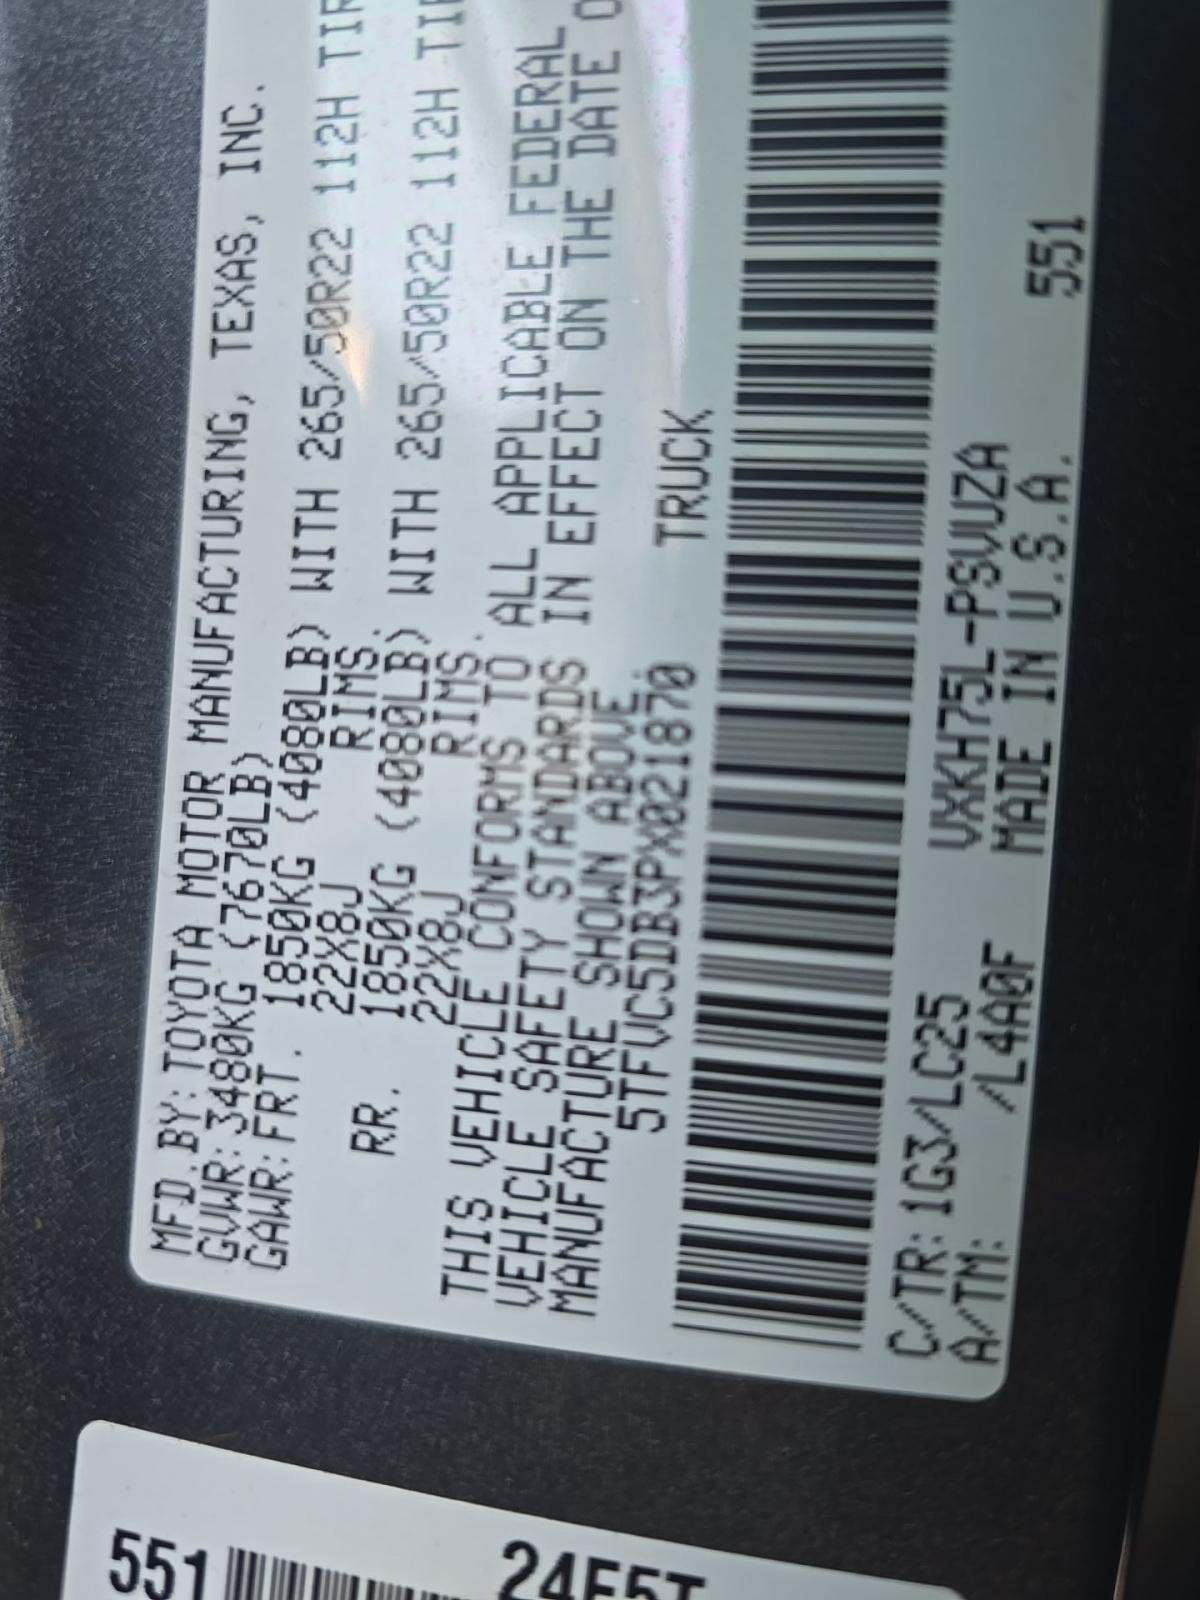 MFD.BY:TOYOTA MOTOR MANUFACTURING, TEXAS, INC.
GVWR:3480KG (7670LB)
GAWR:FRT. 1850KG (4080LB) WITH 265/50R22 112H
22X8J RIMS.
RR. 1850KG (4080LB) WITH 265/50R22 112H
22X8J RIMS.
THIS VEHICLE CONFORMS TO ALL APPLICABLE FEDERAL
VEHICLE SAFETY STANDARDS IN EFFECT ON THE DATE
MANUFACTURE SHOWN ABOVE.
5TFVC5DB3PX021870 TRUCK
C/TR:1G3/LC25 VXKH75L-PSVUZA
A/TM: /L4A0F MADE IN U.S.A. 551
551